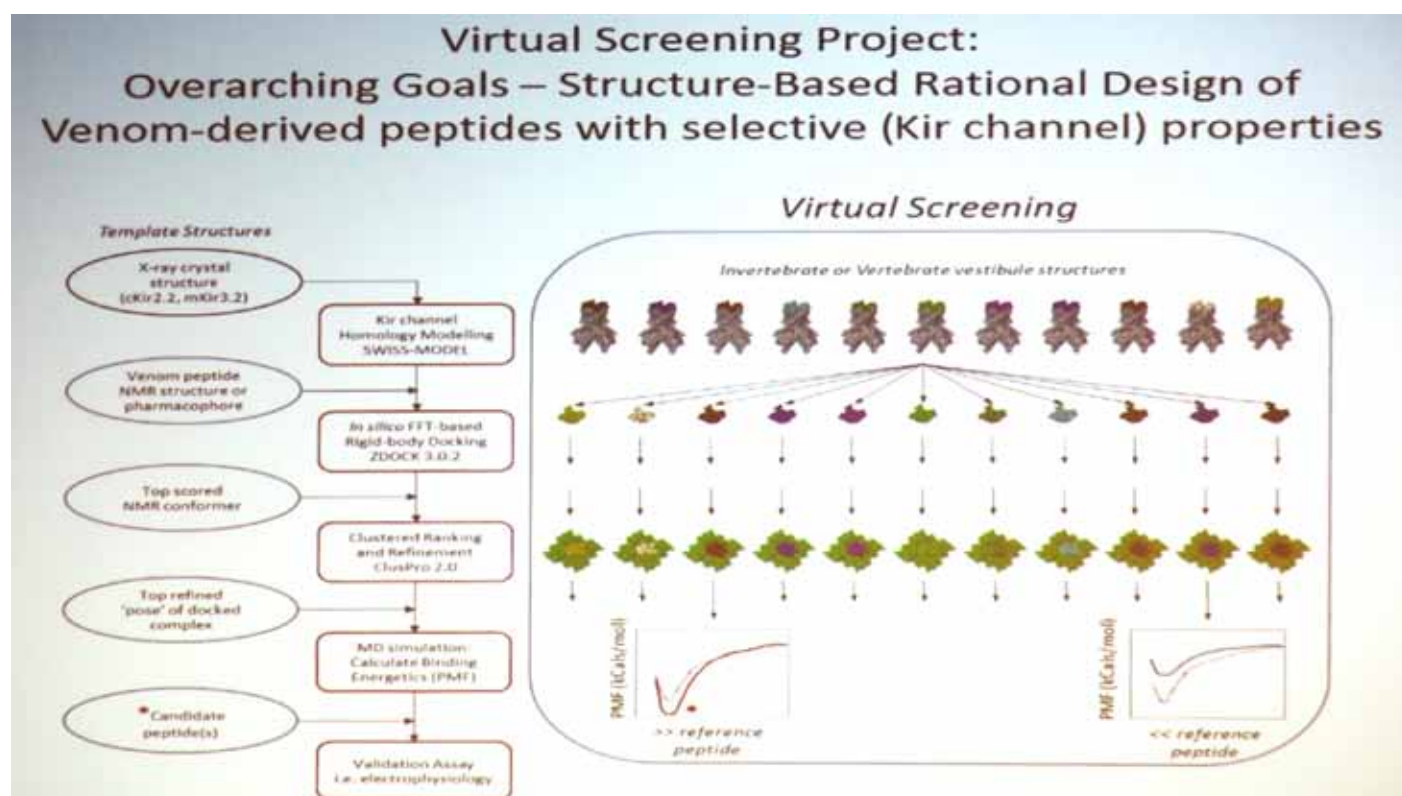 Virtual Screening Project:
Overarching Goals – Structure-Based Rational Design of
Venom-derived peptides with selective (Kir channel) properties
Template Structures
X-ray crystal
structure
(cKir2.2, mKir3.2)
Kir channel
Homology Modelling
SWISS-MODEL
Venom peptide
NMR structure or
pharmacophore
In silico FFT-based
Rigid-body Docking
ZDOCK 3.0.2
Top scored
NMR conformer
Clustered Ranking
and Refinement
ClusPro 2.0
Top refined
'pose' of docked
complex
MD simulation:
Calculate Binding
Energetics (PMF)
*Candidate
peptide(s)
Validation Assay
i.e. electrophysiology
Virtual Screening
Invertebrate or Vertebrate vestibule structures
PMF (kCals/mol)
>> reference
peptide
PMF (kCals/mol)
<< reference
peptide